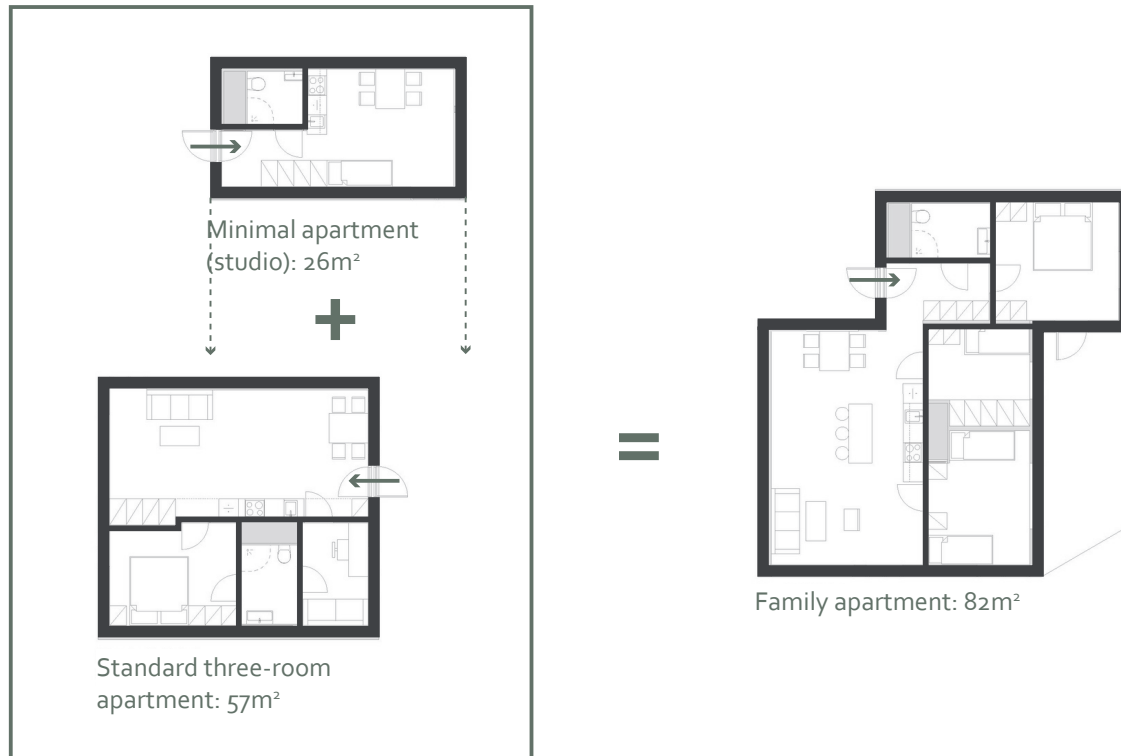 Minimal apartment
(studio): 26m²
+
=
Standard three-room
apartment: 57m²
Family apartment: 82m²